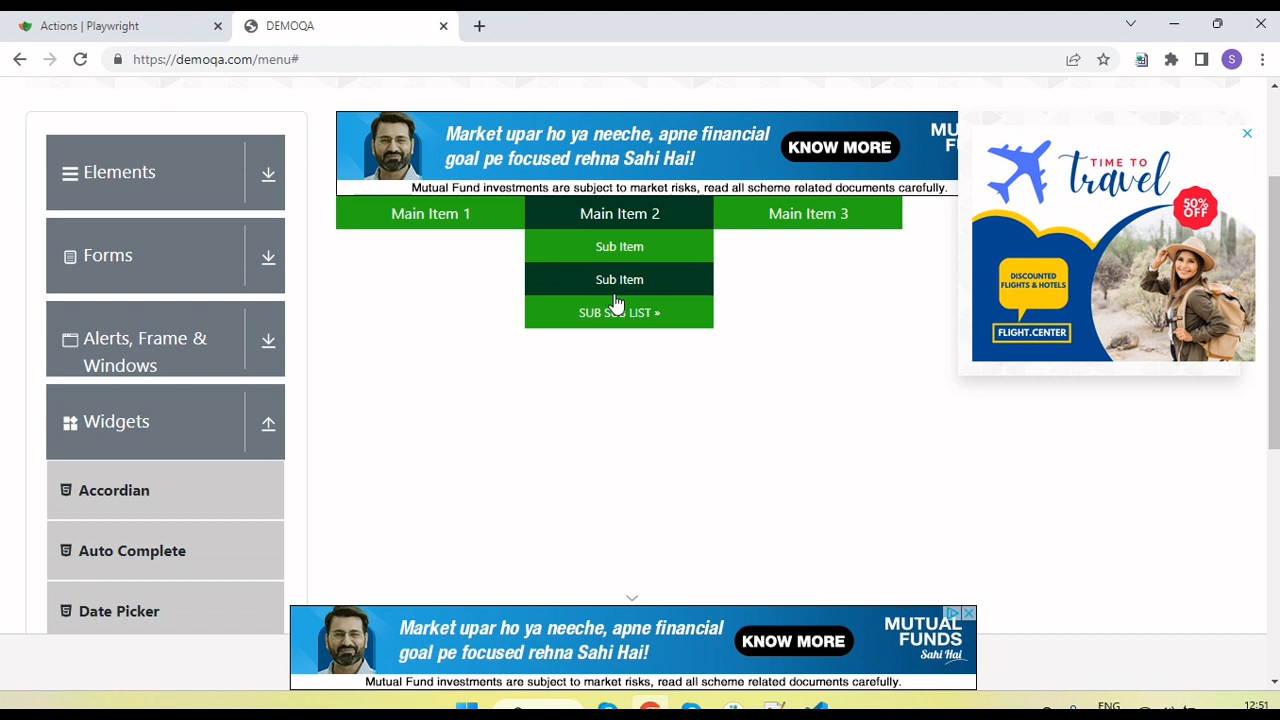 Actions | Playwright
DEMOQA
https://demoqa.com/menu#
S
Elements
Forms
Alerts, Frame &
Windows
Widgets
Accordian
Auto Complete
Date Picker
Market upar ho ya neeche, apne financial
goal pe focused rehna Sahi Hai!
KNOW MORE
Mutual Fund investments are subject to market risks, read all scheme related documents carefully.
Main Item 1
Main Item 2
Main Item 3
Sub Item
Sub Item
SUB SUB LIST »
TIME TO
travel
50%
OFF
DISCOUNTED
FLIGHTS & HOTELS
FLIGHT.CENTER
Market upar ho ya neeche, apne financial
goal pe focused rehna Sahi Hai!
KNOW MORE
MUTUAL
FUNDS
Sahi Hai
Mutual Fund investments are subject to market risks, read all scheme related documents carefully.
ENG
12:51